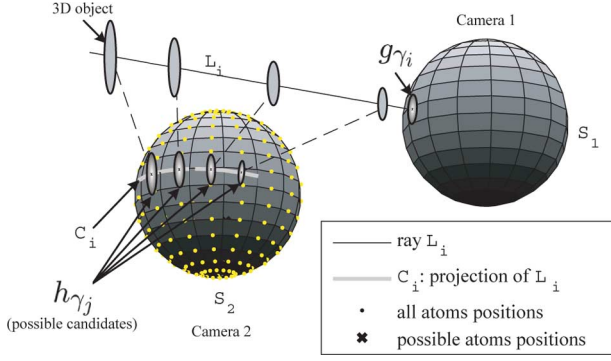 3D object
Camera 1
L_i
g_{γ_i}
S_1
C_i
h_{γ_j}
(possible candidates)
S_2
Camera 2
ray L_i
C_i: projection of L_i
all atoms positions
possible atoms positions